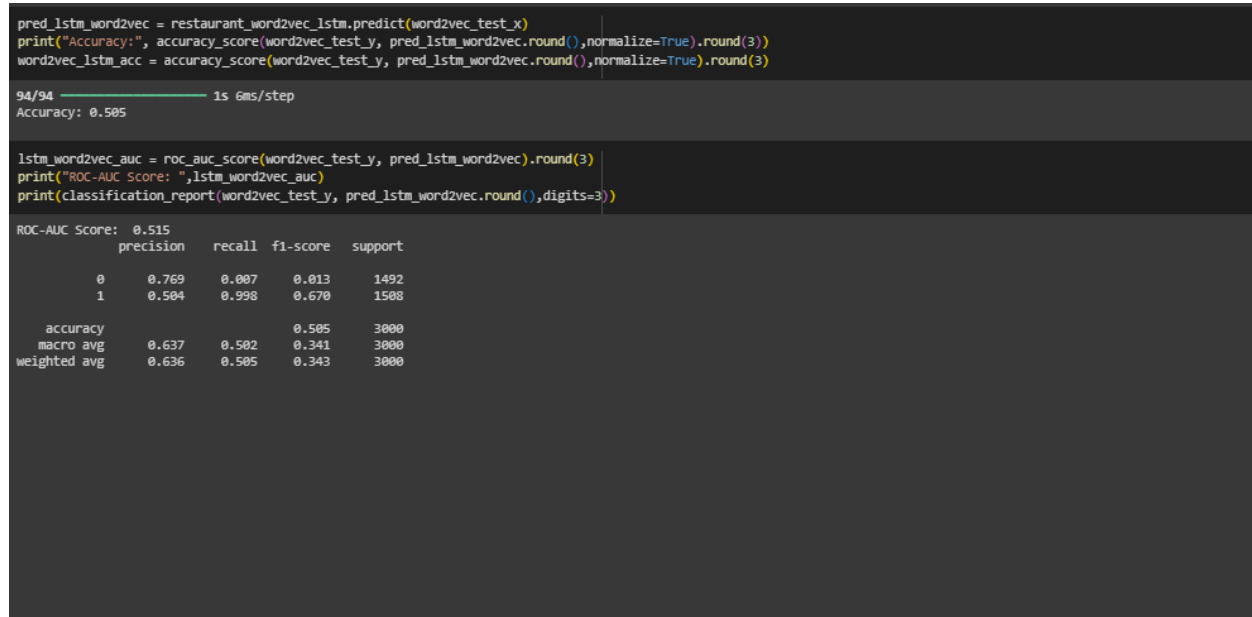 pred_lstm_word2vec = restaurant_word2vec_lstm.predict(word2vec_test_x)
print("Accuracy:", accuracy_score(word2vec_test_y, pred_lstm_word2vec.round(),normalize=True).round(3))
word2vec_lstm_acc = accuracy_score(word2vec_test_y, pred_lstm_word2vec.round(),normalize=True).round(3)
94/94 ━━━━━━━━━━━━━━━━━━━━ 1s 6ms/step
Accuracy: 0.505
lstm_word2vec_auc = roc_auc_score(word2vec_test_y, pred_lstm_word2vec).round(3)
print("ROC-AUC Score: ",lstm_word2vec_auc)
print(classification_report(word2vec_test_y, pred_lstm_word2vec.round(),digits=3))
ROC-AUC Score:  0.515
precision recall f1-score support
0 0.769 0.007 0.013 1492
1 0.504 0.998 0.670 1508
accuracy 0.505 3000
macro avg 0.637 0.502 0.341 3000
weighted avg 0.636 0.505 0.343 3000